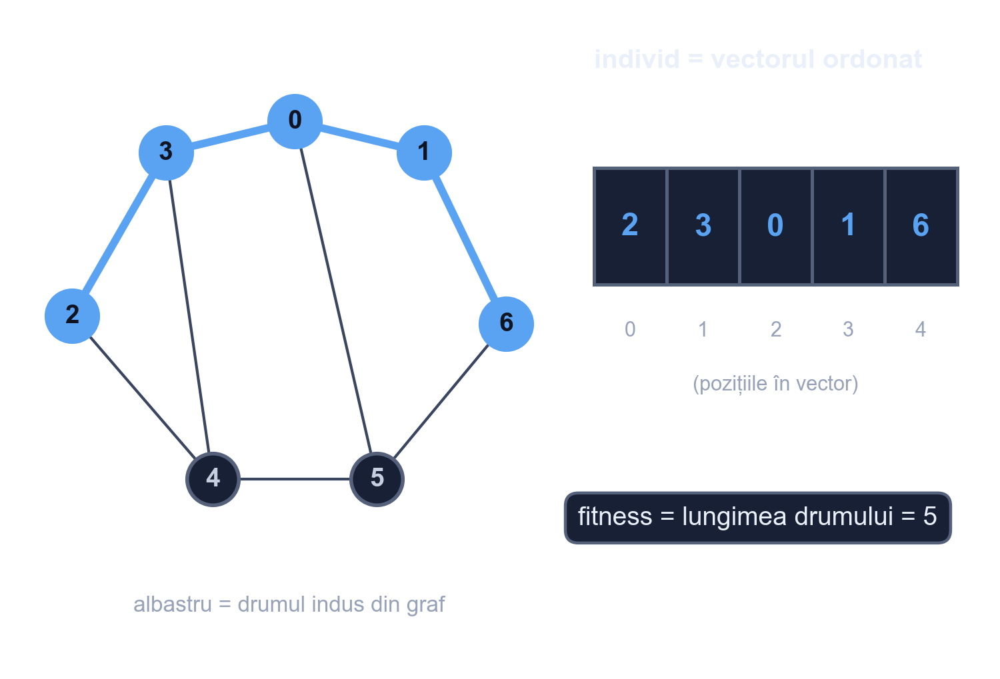 individ = vectorul ordonat
0
3
1
2
6
4
5
2 3 0 1 6
0 1 2 3 4
(pozițiile în vector)
fitness = lungimea drumului = 5
albastru = drumul indus din graf